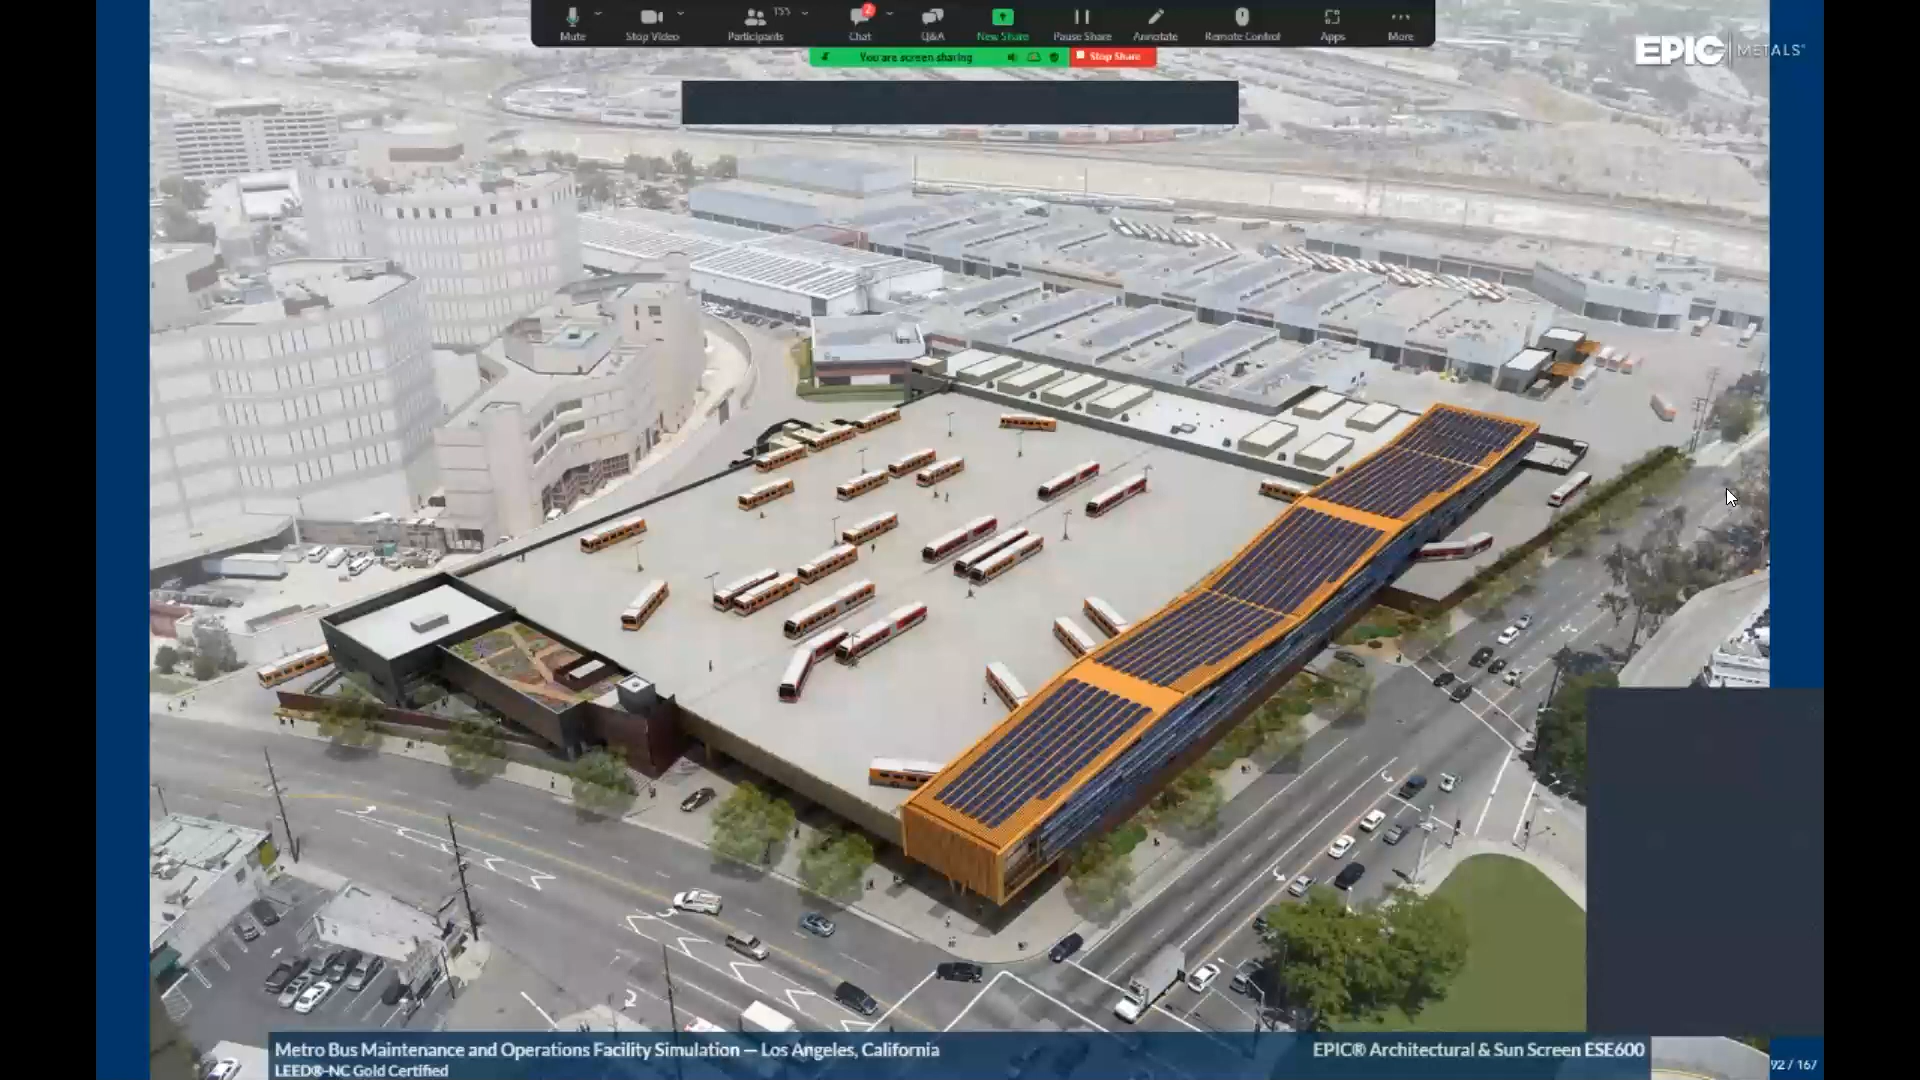 Mute
Stop Video
Participants
155
Chat
2
Q&A
New Share
Pause Share
Annotate
Remote Control
Apps
More
You are screen sharing
Stop Share
EPIC METALS®
Metro Bus Maintenance and Operations Facility Simulation — Los Angeles, California
LEED®-NC Gold Certified
EPIC® Architectural & Sun Screen ESE600
92 / 167